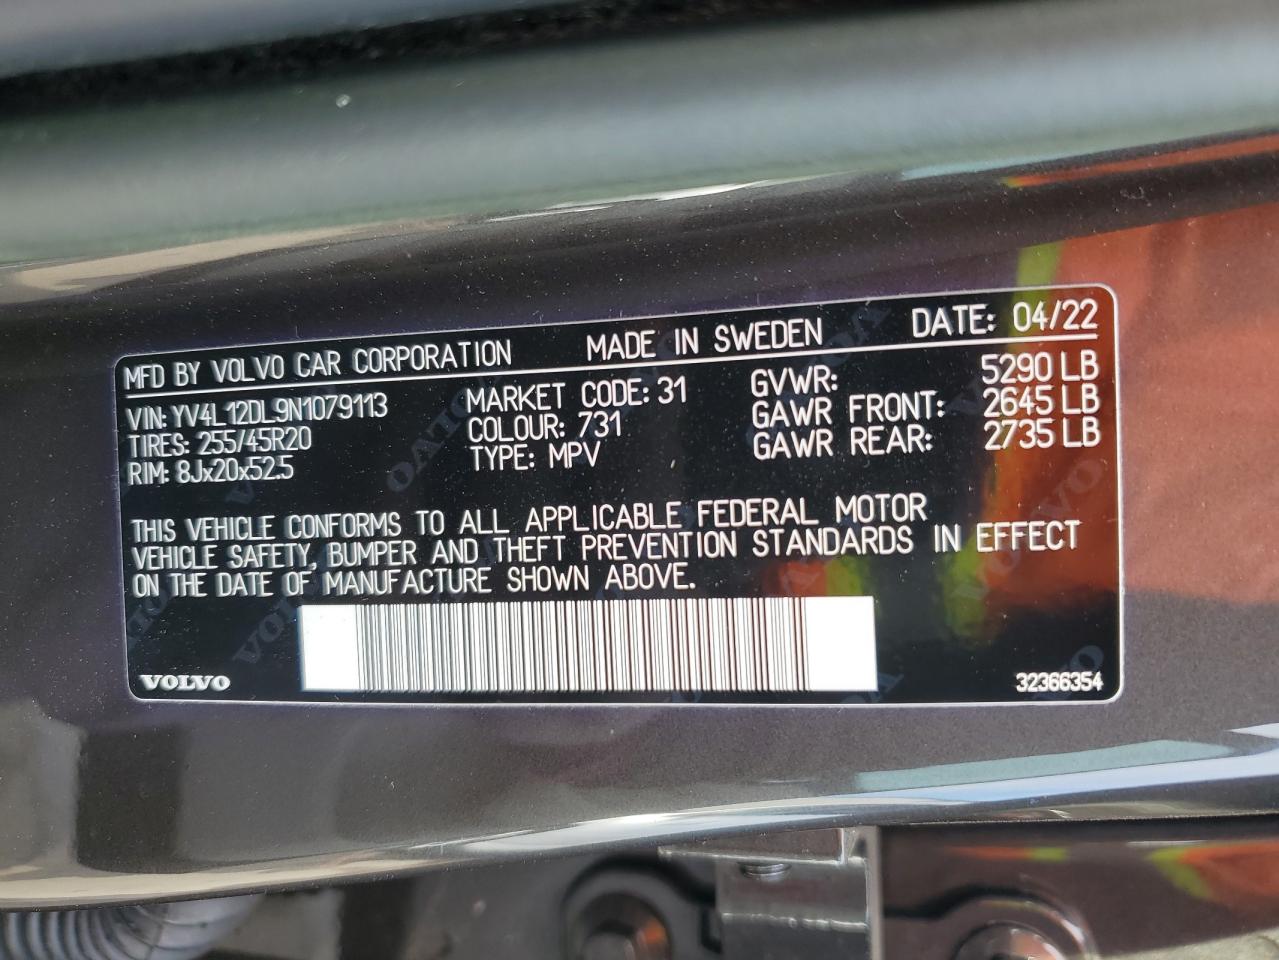 MFD BY VOLVO CAR CORPORATION MADE IN SWEDEN DATE: 04/22
VIN: YV4L12DL9N1079113 MARKET CODE: 31 GVWR: 5290 LB
TIRES: 255/45R20 COLOUR: 731 GAWR FRONT: 2645 LB
RIM: 8Jx20x52.5 TYPE: MPV GAWR REAR: 2735 LB
THIS VEHICLE CONFORMS TO ALL APPLICABLE FEDERAL MOTOR
VEHICLE SAFETY, BUMPER AND THEFT PREVENTION STANDARDS IN EFFECT
ON THE DATE OF MANUFACTURE SHOWN ABOVE.
VOLVO 32366354